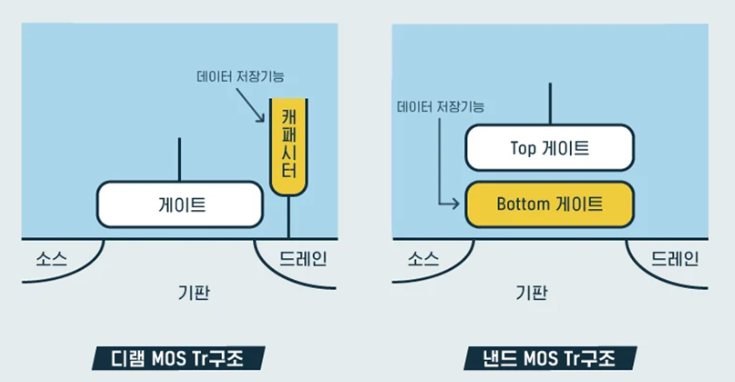 데이터 저장기능
캐패시터
게이트
소스
드레인
기판
디램 MOS Tr구조
데이터 저장기능
Top 게이트
Bottom 게이트
소스
드레인
기판
낸드 MOS Tr구조